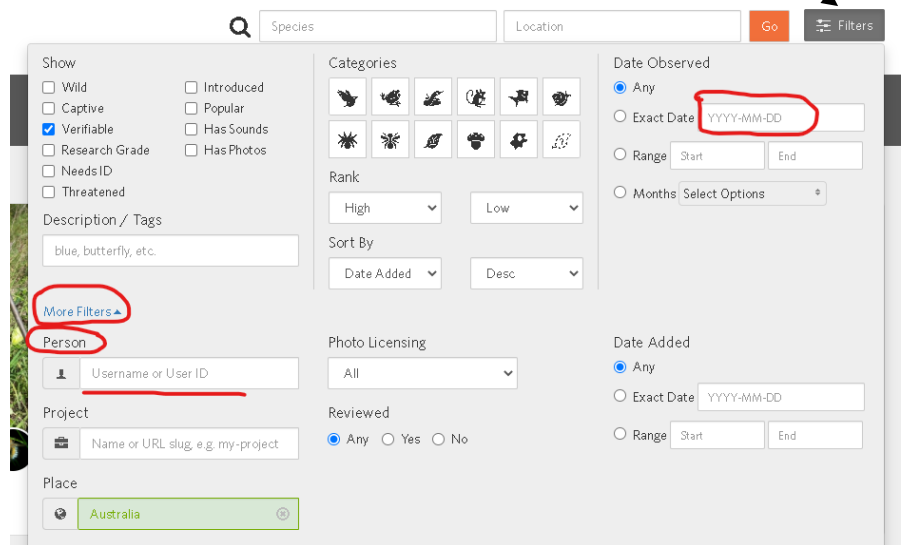 Species Location Go Filters
Show
Wild Introduced
Captive Popular
Verifiable Has Sounds
Research Grade Has Photos
Needs ID
Threatened
Description / Tags
blue, butterfly, etc.
Categories
Rank
High Low
Sort By
Date Added Desc
Date Observed
Any
Exact Date YYYY-MM-DD
Range Start End
Months Select Options
More Filters
Person
Username or User ID
Project
Name or URL slug, e.g. my-project
Place
Australia
Photo Licensing
All
Reviewed
Any Yes No
Date Added
Any
Exact Date YYYY-MM-DD
Range Start End